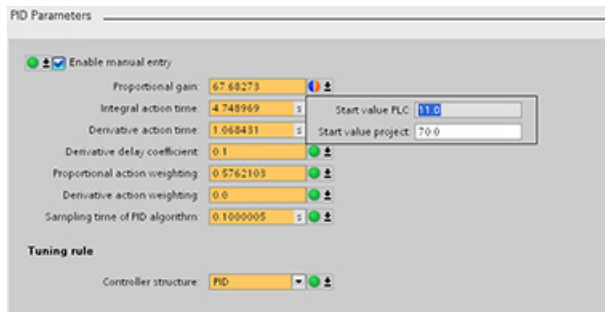 PID Parameters
Enable manual entry
Proportional gain: 67.68273
Integral action time: 4.748969 s
Start value PLC: 11.0
Derivative action time: 1.068431 s
Start value project: 70.0
Derivative delay coefficient: 0.1
Proportional action weighting: 0.5762103
Derivative action weighting: 0.0
Sampling time of PID algorithm: 0.1000005 s
Tuning rule
Controller structure: PID